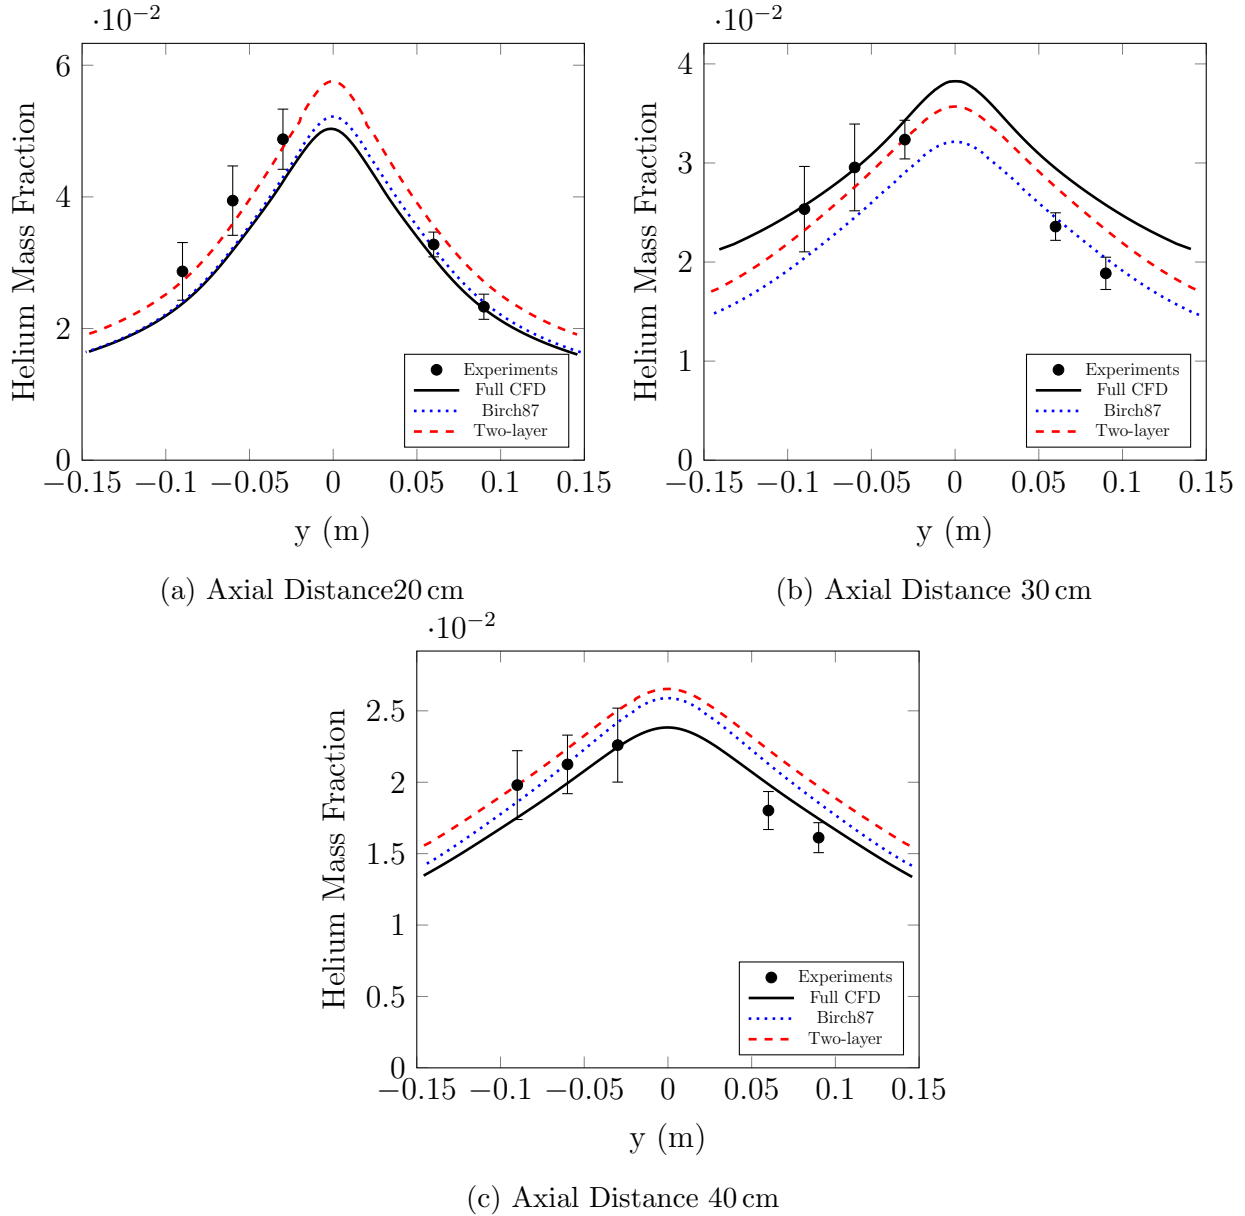 ·10⁻²
6
4
2
0
Helium Mass Fraction
Experiments
Full CFD
Birch87
Two-layer
−0.15 −0.1 −0.05 0 0.05 0.1 0.15
y (m)
(a) Axial Distance20 cm
·10⁻²
4
3
2
1
0
Helium Mass Fraction
Experiments
Full CFD
Birch87
Two-layer
−0.15 −0.1 −0.05 0 0.05 0.1 0.15
y (m)
(b) Axial Distance 30 cm
·10⁻²
2.5
2
1.5
1
0.5
0
Helium Mass Fraction
Experiments
Full CFD
Birch87
Two-layer
−0.15 −0.1 −0.05 0 0.05 0.1 0.15
y (m)
(c) Axial Distance 40 cm